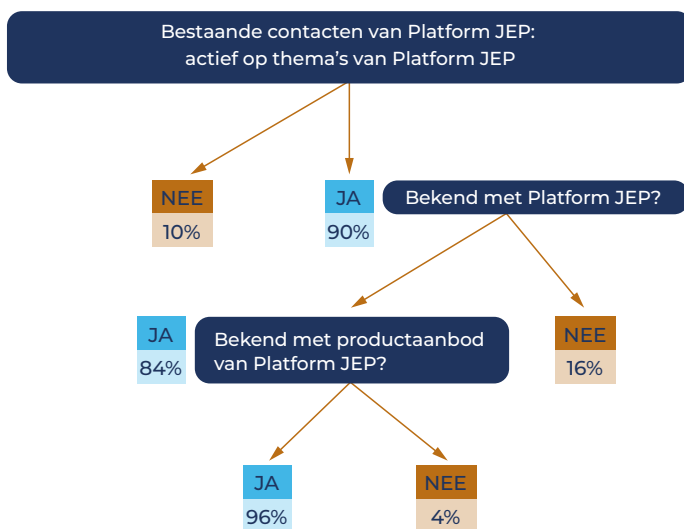 Bestaande contacten van Platform JEP:
actief op thema’s van Platform JEP
NEE
10%
JA
90%
Bekend met Platform JEP?
JA
84%
Bekend met productaanbod
van Platform JEP?
NEE
16%
JA
96%
NEE
4%